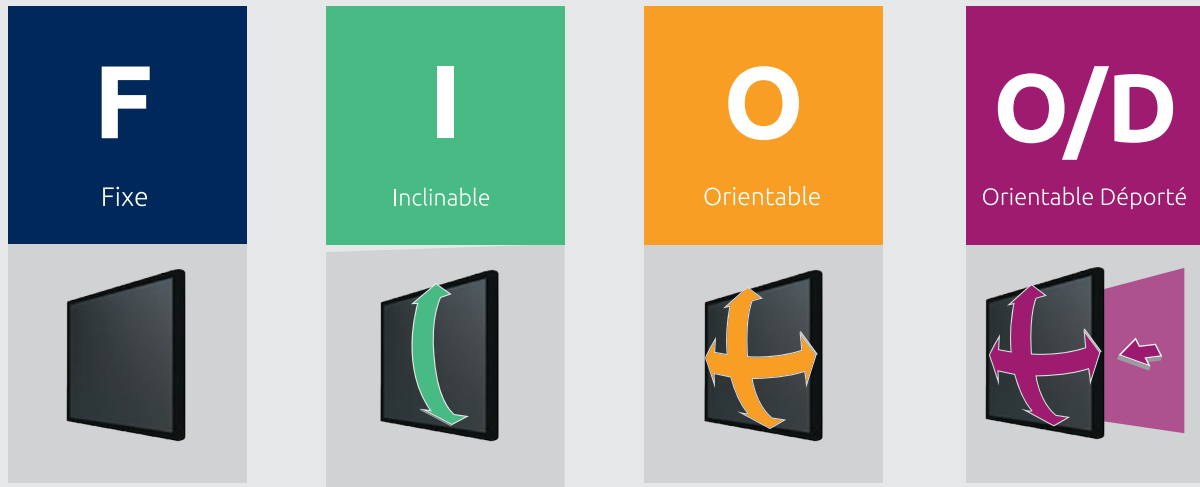 F
Fixe
I
Inclinable
O
Orientable
O/D
Orientable Déporté